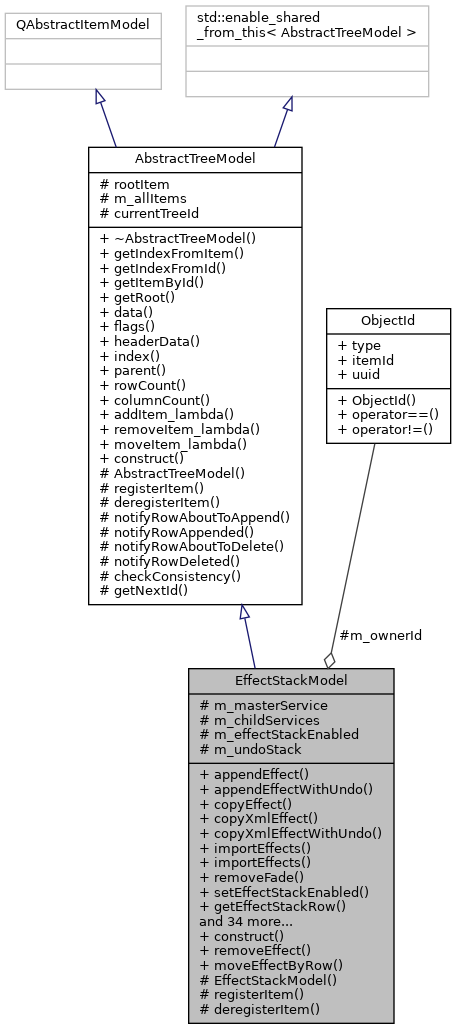 QAbstractItemModel
std::enable_shared
_from_this< AbstractTreeModel >
AbstractTreeModel
# rootItem
# m_allItems
# currentTreeId
+ ~AbstractTreeModel()
+ getIndexFromItem()
+ getIndexFromId()
+ getItemById()
+ getRoot()
+ data()
+ flags()
+ headerData()
+ index()
+ parent()
+ rowCount()
+ columnCount()
+ addItem_lambda()
+ removeItem_lambda()
+ moveItem_lambda()
+ construct()
# AbstractTreeModel()
# registerItem()
# deregisterItem()
# notifyRowAboutToAppend()
# notifyRowAppended()
# notifyRowAboutToDelete()
# notifyRowDeleted()
# checkConsistency()
# getNextId()
ObjectId
+ type
+ itemId
+ uuid
+ ObjectId()
+ operator==()
+ operator!=()
#m_ownerId
EffectStackModel
# m_masterService
# m_childServices
# m_effectStackEnabled
# m_undoStack
+ appendEffect()
+ appendEffectWithUndo()
+ copyEffect()
+ copyXmlEffect()
+ copyXmlEffectWithUndo()
+ importEffects()
+ importEffects()
+ removeFade()
+ setEffectStackEnabled()
+ getEffectStackRow()
and 34 more...
+ construct()
+ removeEffect()
+ moveEffectByRow()
# EffectStackModel()
# registerItem()
# deregisterItem()